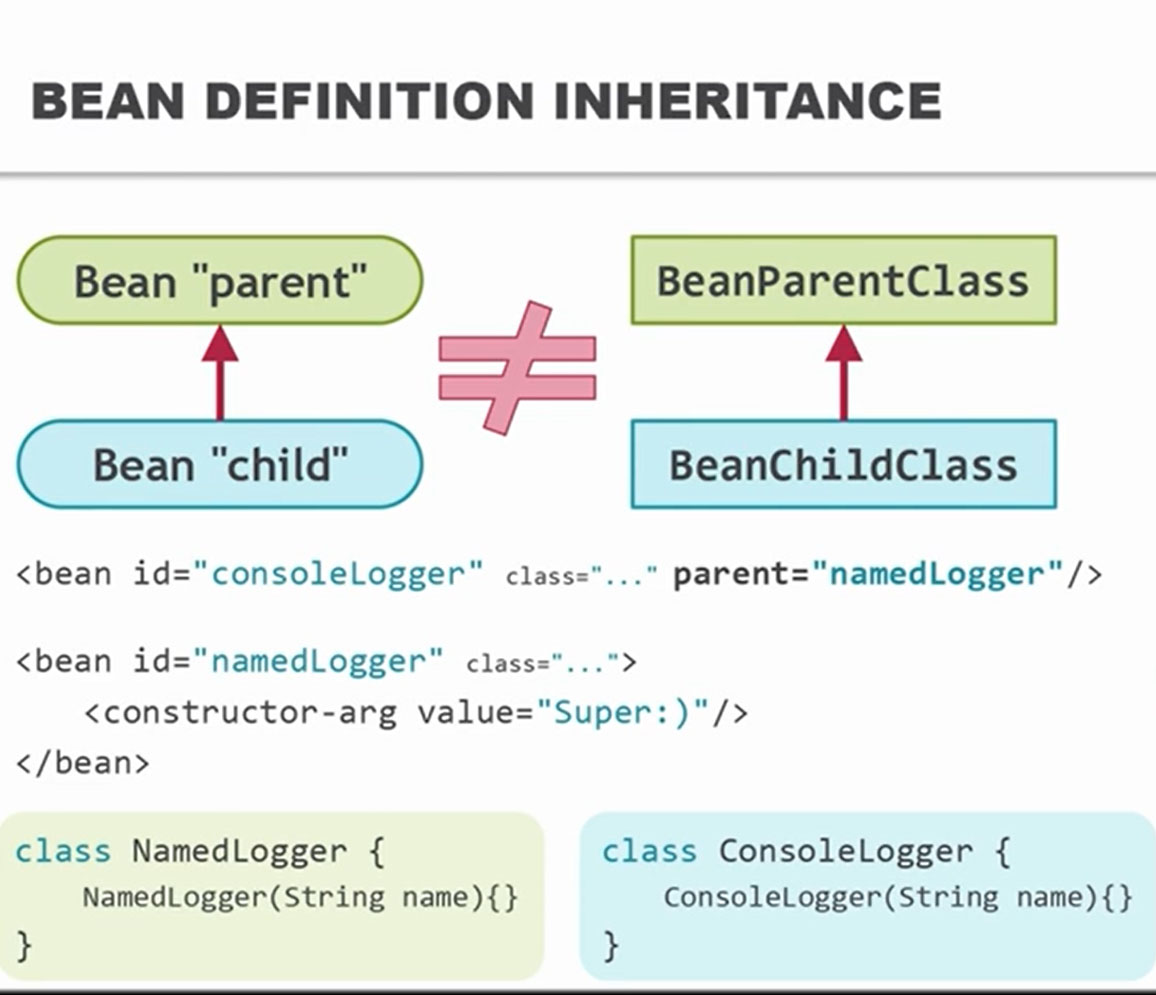 BEAN DEFINITION INHERITANCE
Bean "parent"
BeanParentClass
Bean "child"
BeanChildClass
<bean id="consoleLogger" class="..." parent="namedLogger"/>
<bean id="namedLogger" class="...">
<constructor-arg value="Super:)"/>
</bean>
class NamedLogger {
NamedLogger(String name){}
}
class ConsoleLogger {
ConsoleLogger(String name){}
}